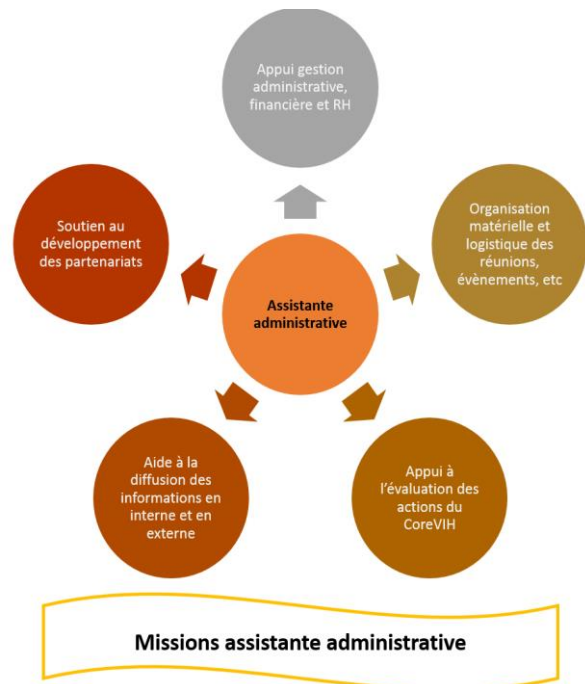 Appui gestion
administrative,
financière et RH
Soutien au
développement
des partenariats
Organisation
matérielle et
logistique des
réunions,
évènements, etc
Assistante
administrative
Aide à la
diffusion des
informations en
interne et en
externe
Appui à
l'évaluation des
actions du
CoreVIH
Missions assistante administrative